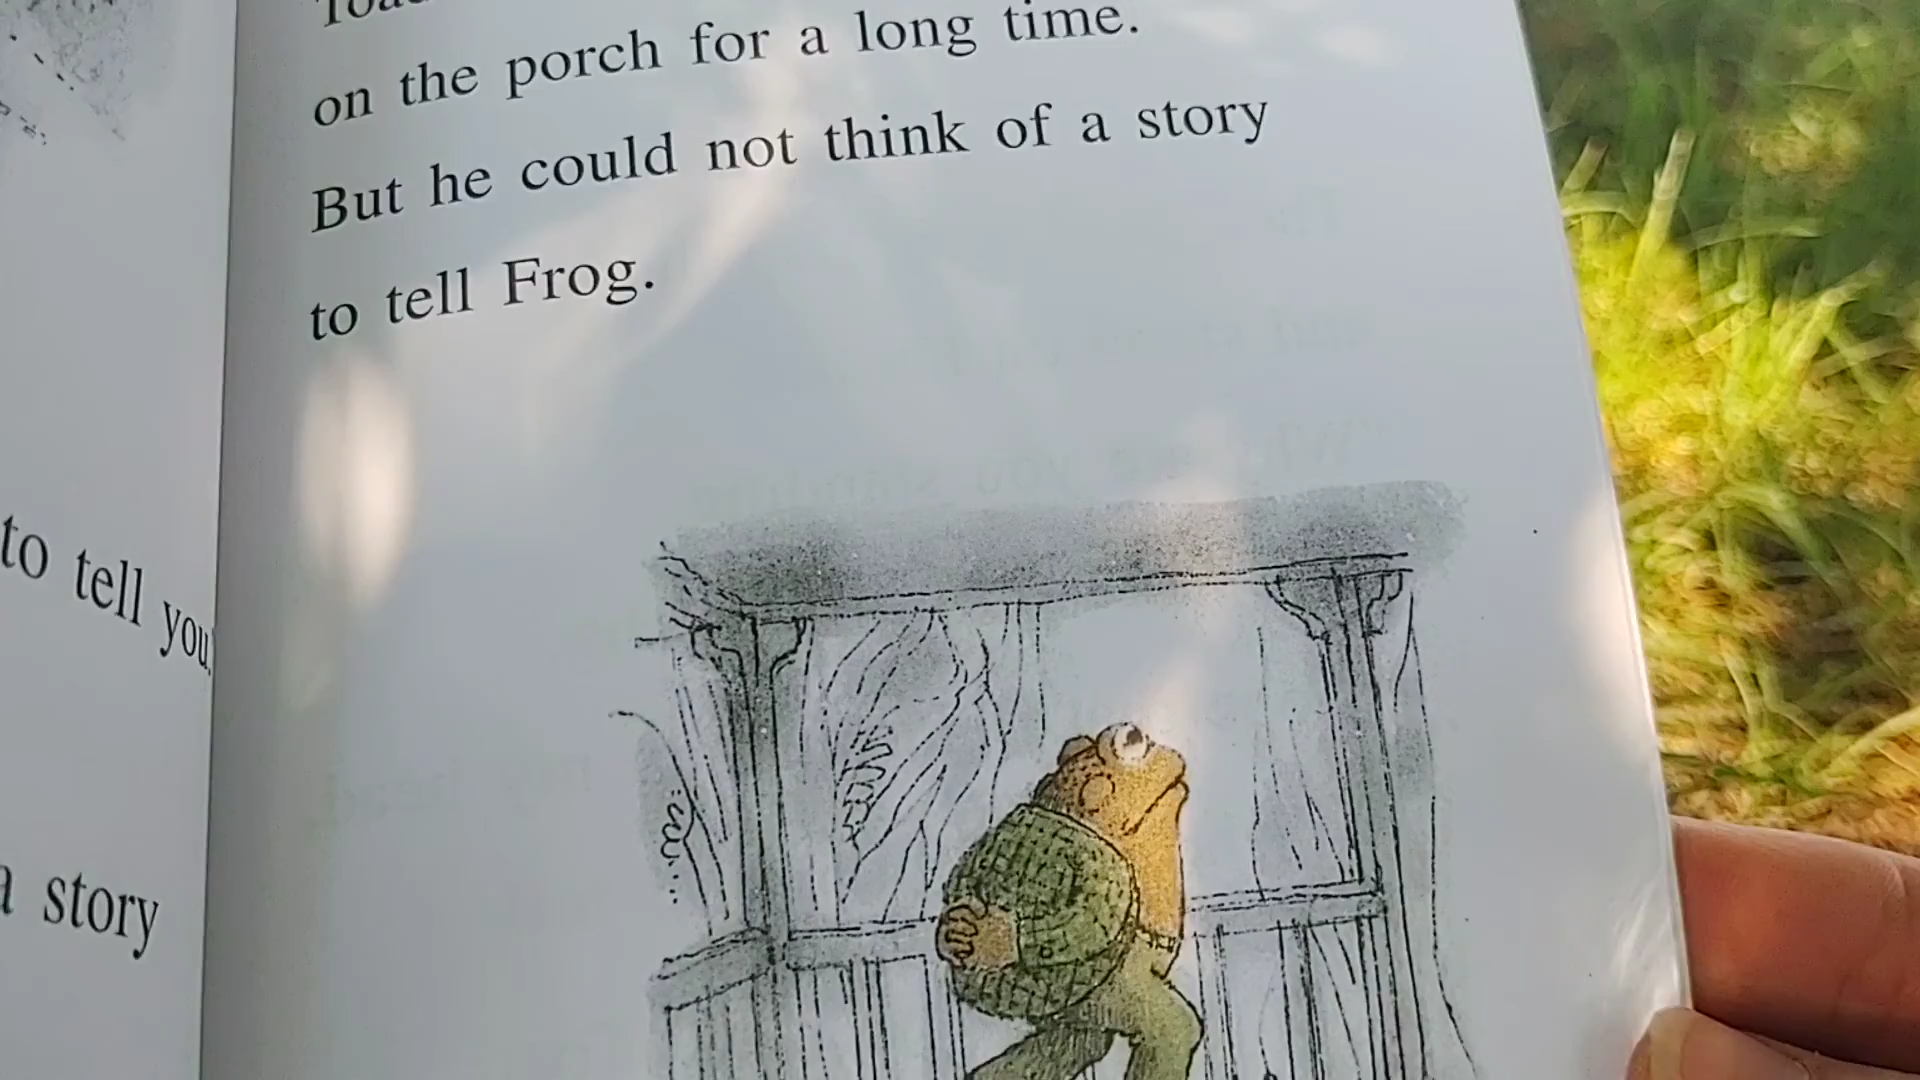 to tell you
a story
Toad
on the porch for a long time.
But he could not think of a story
to tell Frog.